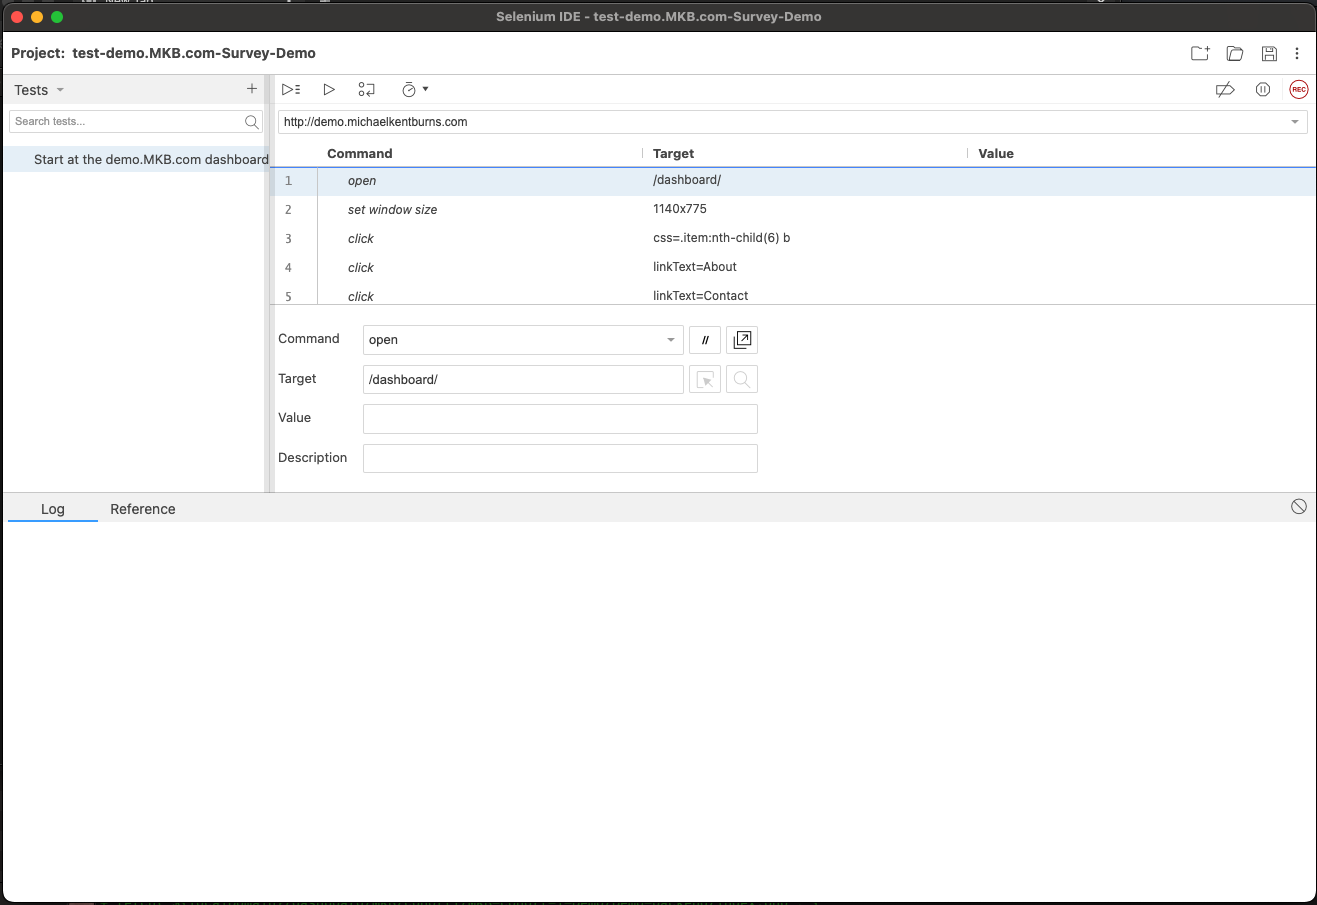 Selenium IDE - test-demo.MKB.com-Survey-Demo
Project: test-demo.MKB.com-Survey-Demo
Tests
Search tests...
Start at the demo.MKB.com dashboard
REC
http://demo.michaelkentburns.com
Command Target Value
1 open /dashboard/
2 set window size 1140x775
3 click css=.item:nth-child(6) b
4 click linkText=About
5 click linkText=Contact
Command open //
Target /dashboard/
Value
Description
Log Reference